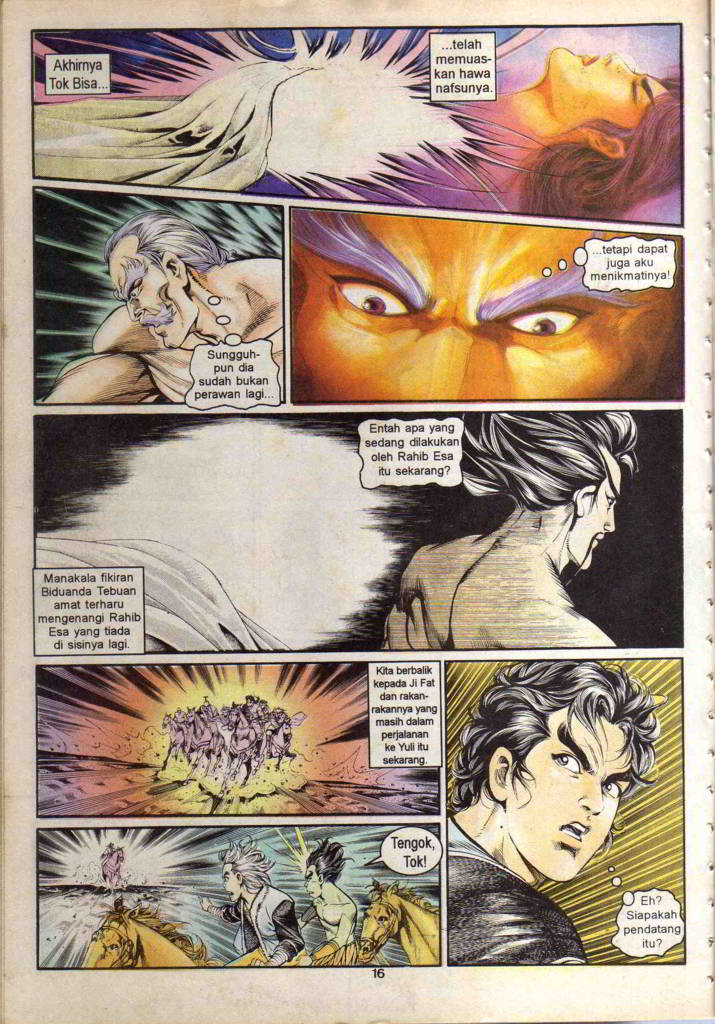 Akhirnya
Tok Bisa...
...telah
memuas-
kan hawa
nafsunya.
Sungguh-
pun dia
sudah bukan
perawan lagi...
...tetapi dapat
juga aku
menikmatinya!
Entah apa yang
sedang dilakukan
oleh Rahib Esa
itu sekarang?
Manakala fikiran
Biduanda Tebuan
amat terharu
mengenangi Rahib
Esa yang tiada
di sisinya lagi.
Kita berbalik
kepada Ji Fat
dan rakan-
rakannya yang
masih dalam
perjalanan
ke Yuli itu
sekarang.
Tengok,
Tok!
Eh?
Siapakah
pendatang
itu?
16